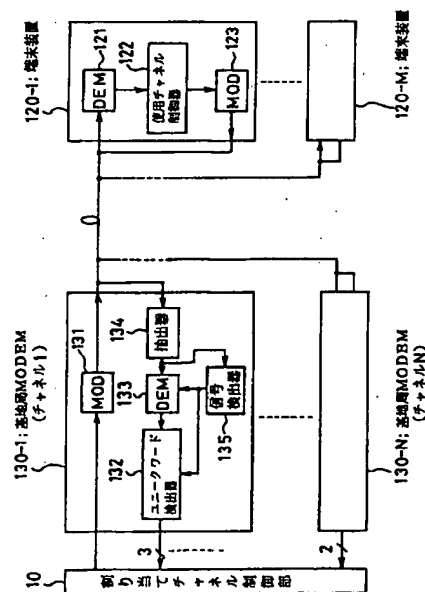 120-1; 端末装置
DEM
121
122
使用チャネル
制御器
MOD
123
120-M; 端末装置
130-1; 基地局MODEM
(チャネル1)
MOD
131
抽出器
134
DEM
133
信号
検出器
135
ユニークワード
検出器
132
130-N; 基地局MODEM
(チャネルN)
3
2
10
割り当てチャネル制御部